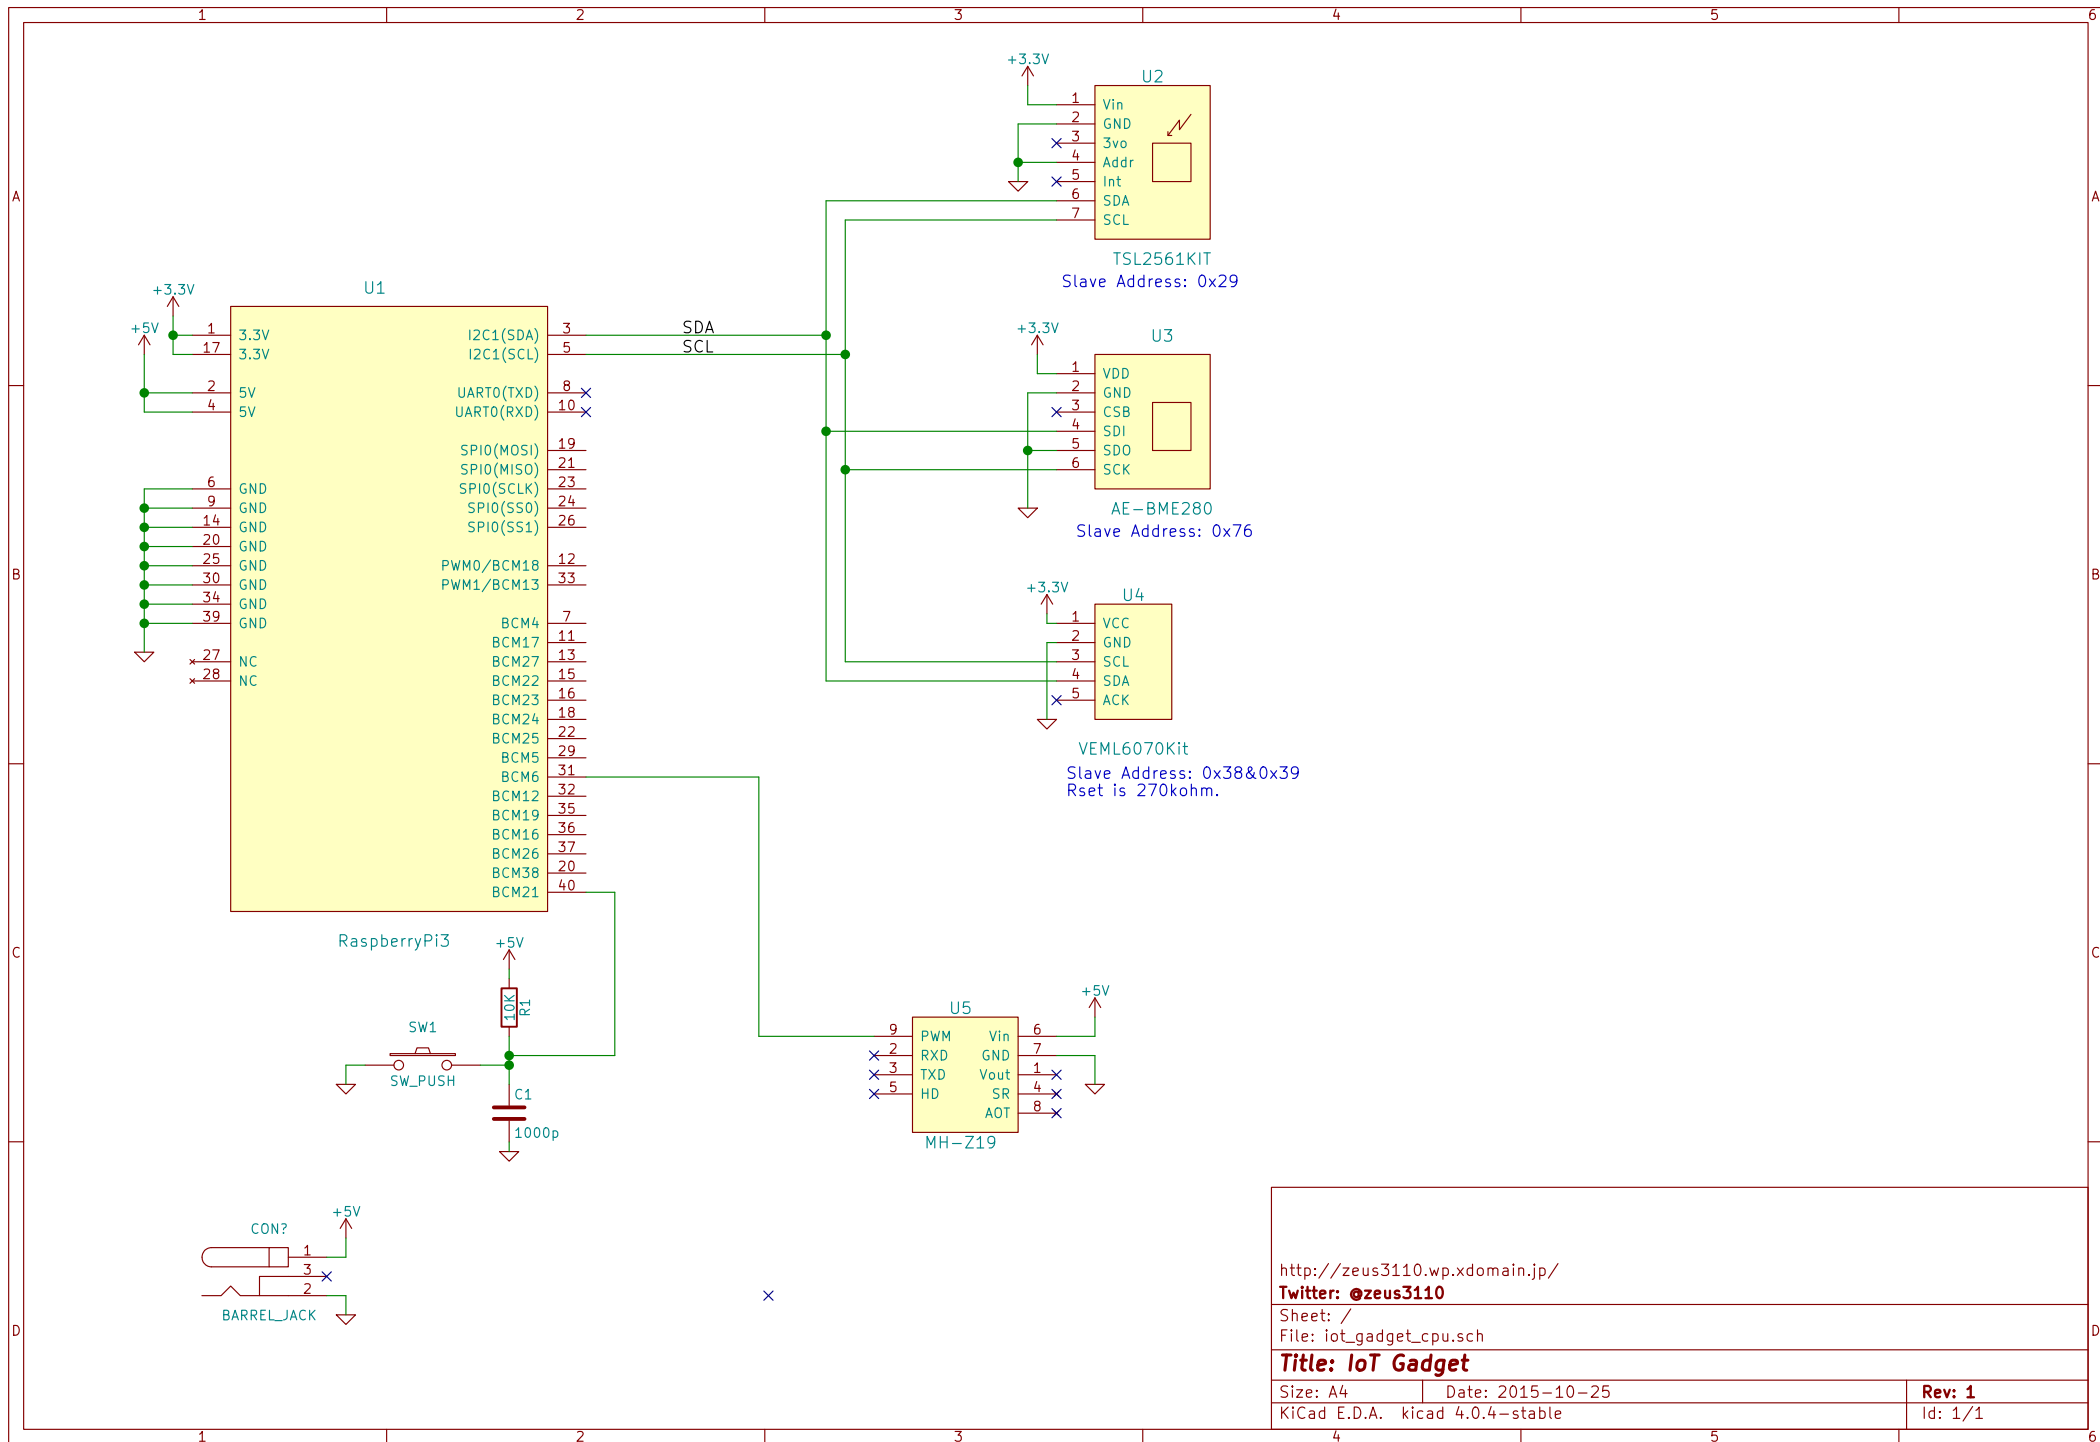 1 2 3 4 5 6
+3.3V
U2
1 Vin
2 GND
3 3vo
4 Addr
5 Int
6 SDA
7 SCL
TSL2561KIT
Slave Address: 0x29
A A
+3.3V
+5V
U1
1 3.3V
17 3.3V
2 5V
4 5V
6 GND
9 GND
14 GND
20 GND
25 GND
30 GND
34 GND
39 GND
27 NC
28 NC
I2C1(SDA) 3
I2C1(SCL) 5
UART0(TXD) 8
UART0(RXD) 10
SPI0(MOSI) 19
SPI0(MISO) 21
SPI0(SCLK) 23
SPI0(SS0) 24
SPI0(SS1) 26
PWM0/BCM18 12
PWM1/BCM13 33
BCM4 7
BCM17 11
BCM27 13
BCM22 15
BCM23 16
BCM24 18
BCM25 22
BCM5 29
BCM6 31
BCM12 32
BCM19 35
BCM16 36
BCM26 37
BCM38 20
BCM21 40
RaspberryPi3
SDA
SCL
+3.3V
U3
1 VDD
2 GND
3 CSB
4 SDI
5 SDO
6 SCK
AE-BME280
Slave Address: 0x76
B B
+3.3V
U4
1 VCC
2 GND
3 SCL
4 SDA
5 ACK
VEML6070Kit
Slave Address: 0x38&0x39
Rset is 270kohm.
C C
+5V
10K
R1
SW1
SW_PUSH
C1
1000p
+5V
U5
9 PWM
2 RXD
3 TXD
5 HD
Vin 6
GND 7
Vout 1
SR 4
AOT 8
MH-Z19
+5V
CON?
1
3
2
BARREL_JACK
D D
http://zeus3110.wp.xdomain.jp/
Twitter: @zeus3110
Sheet: /
File: iot_gadget_cpu.sch
Title: IoT Gadget
Size: A4 Date: 2015-10-25 Rev: 1
KiCad E.D.A. kicad 4.0.4-stable Id: 1/1
1 2 3 4 5 6